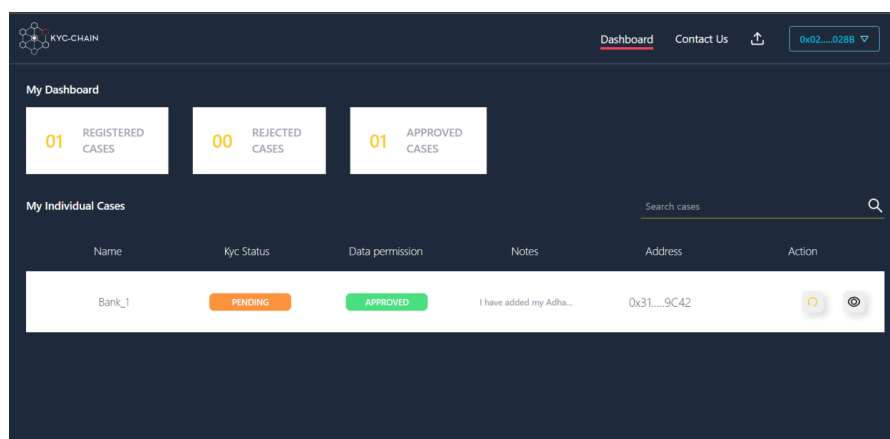 KYC-CHAIN
Dashboard Contact Us 0x02.....028B
My Dashboard
01 REGISTERED CASES
00 REJECTED CASES
01 APPROVED CASES
My Individual Cases Search cases
Name Kyc Status Data permission Notes Address Action
Bank_1 PENDING APPROVED I have added my Adha... 0x31.....9C42